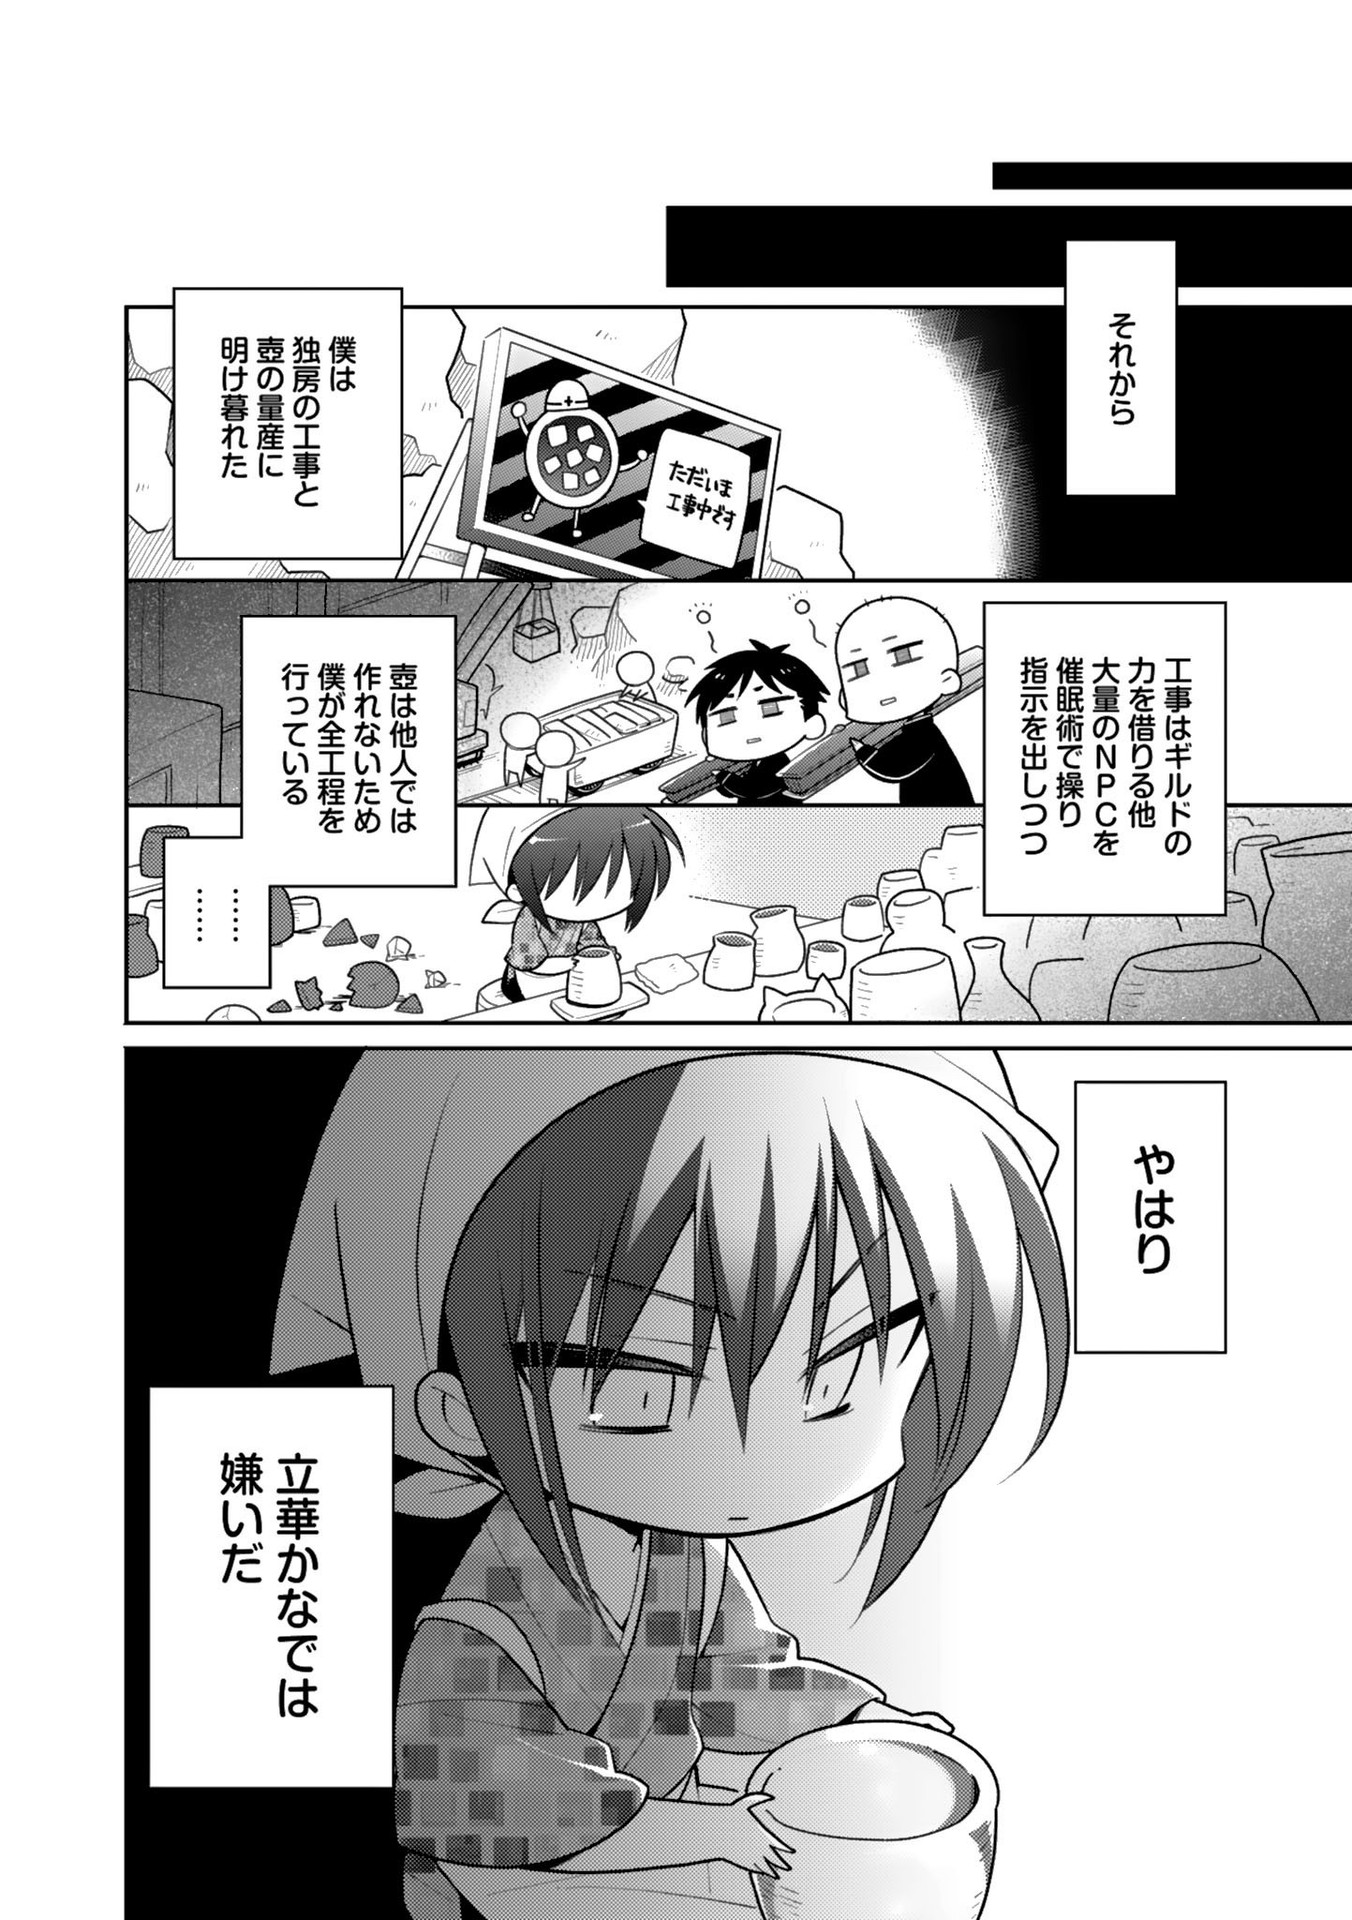 それから
僕は
独房の工事と
壺の量産に
明け暮れた
ただいま
工事中です
工事はギルドの
力を借りる他
大量のNPCを
催眠術で操り
指示を出しつつ
壺は他人では
作れないため
僕が全工程を
行っている
……
……
やはり
立華かなでは
嫌いだ